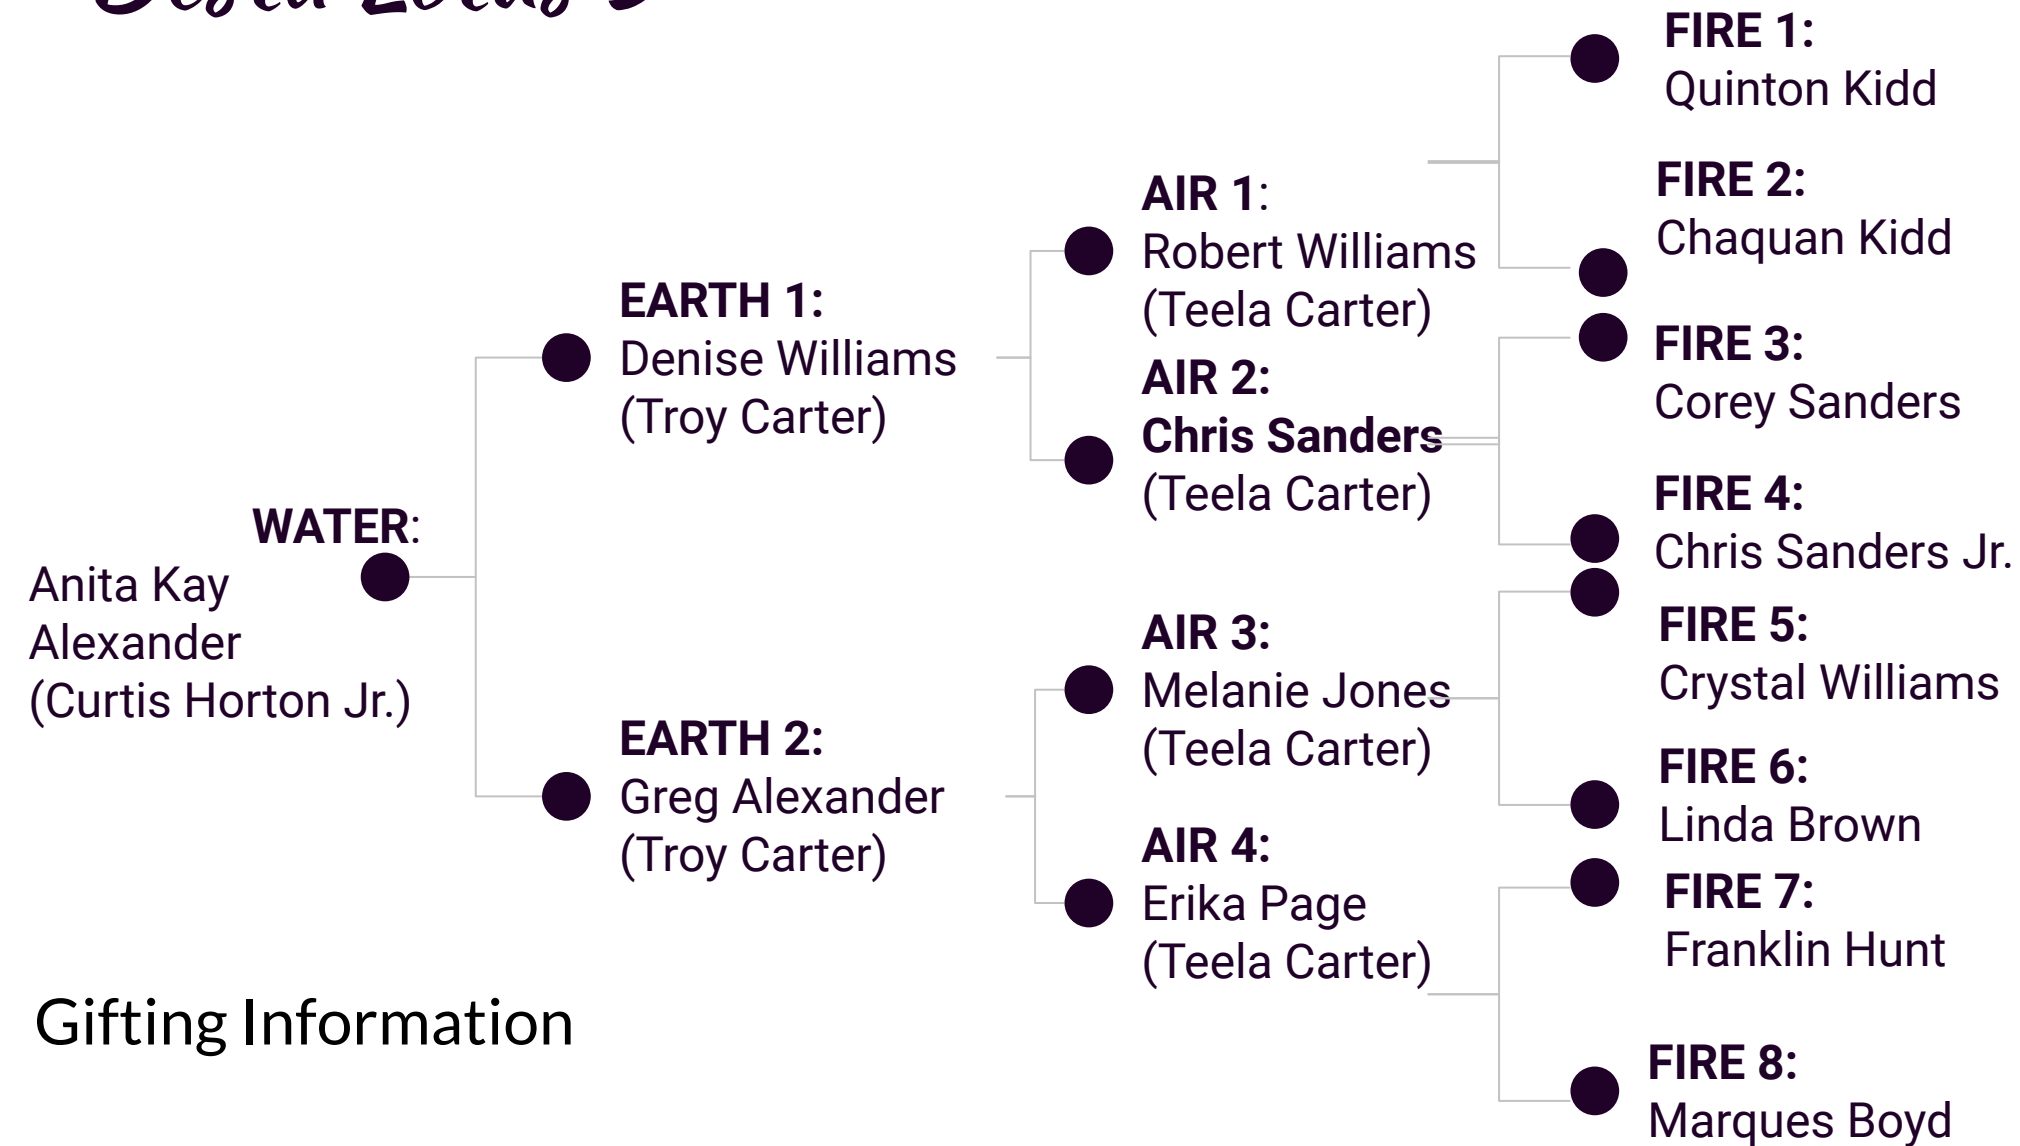 WATER:
Anita Kay
Alexander
(Curtis Horton Jr.)
EARTH 1:
Denise Williams
(Troy Carter)
EARTH 2:
Greg Alexander
(Troy Carter)
AIR 1:
Robert Williams
(Teela Carter)
AIR 2:
Chris Sanders
(Teela Carter)
AIR 3:
Melanie Jones
(Teela Carter)
AIR 4:
Erika Page
(Teela Carter)
FIRE 1:
Quinton Kidd
FIRE 2:
Chaquan Kidd
FIRE 3:
Corey Sanders
FIRE 4:
Chris Sanders Jr.
FIRE 5:
Crystal Williams
FIRE 6:
Linda Brown
FIRE 7:
Franklin Hunt
FIRE 8:
Marques Boyd
Gifting Information